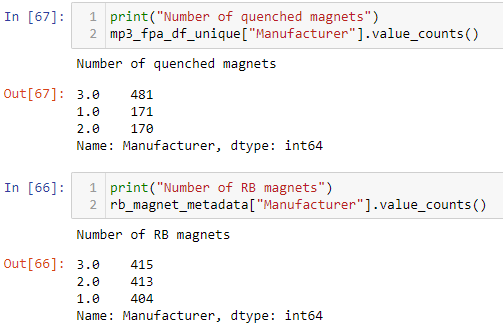 In [67]: 1 print("Number of quenched magnets")
2 mp3_fpa_df_unique["Manufacturer"].value_counts()
Number of quenched magnets
Out[67]: 3.0 481
1.0 171
2.0 170
Name: Manufacturer, dtype: int64
In [66]: 1 print("Number of RB magnets")
2 rb_magnet_metadata["Manufacturer"].value_counts()
Number of RB magnets
Out[66]: 3.0 415
2.0 413
1.0 404
Name: Manufacturer, dtype: int64